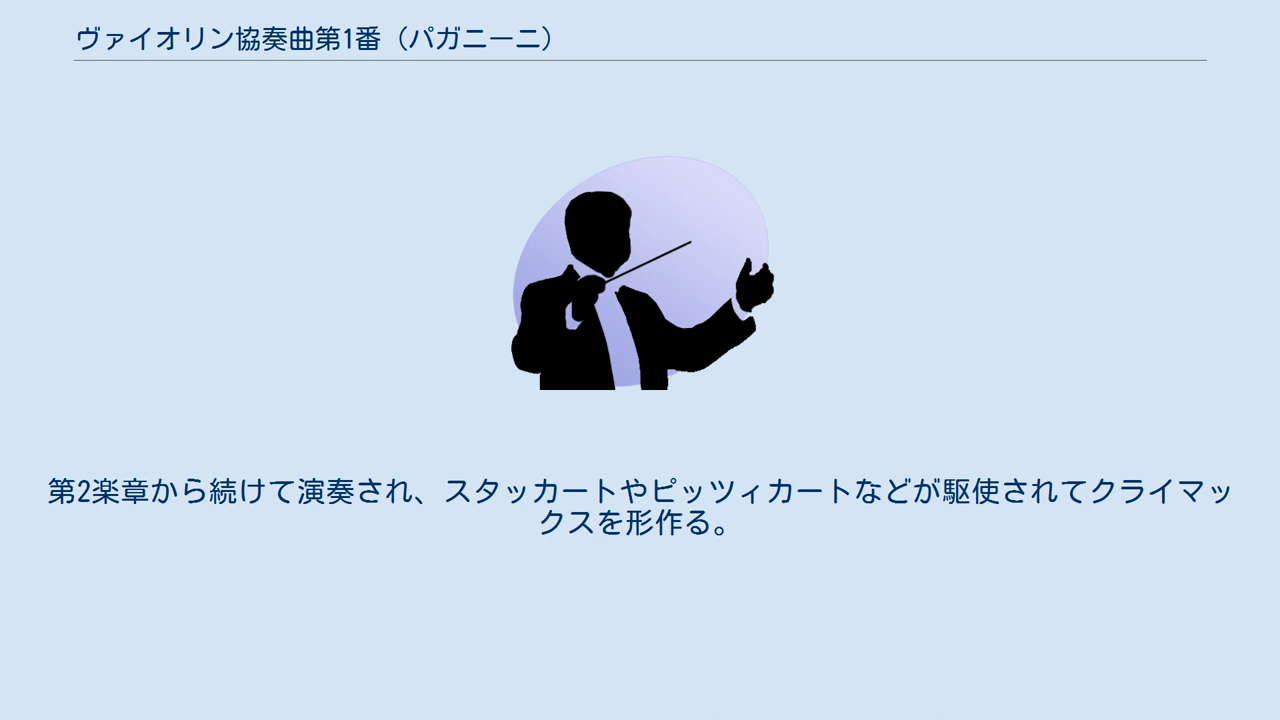 ヴァイオリン協奏曲第1番（パガニーニ）
第2楽章から続けて演奏され、スタッカートやピッツィカートなどが駆使されてクライマッ
クスを形作る。